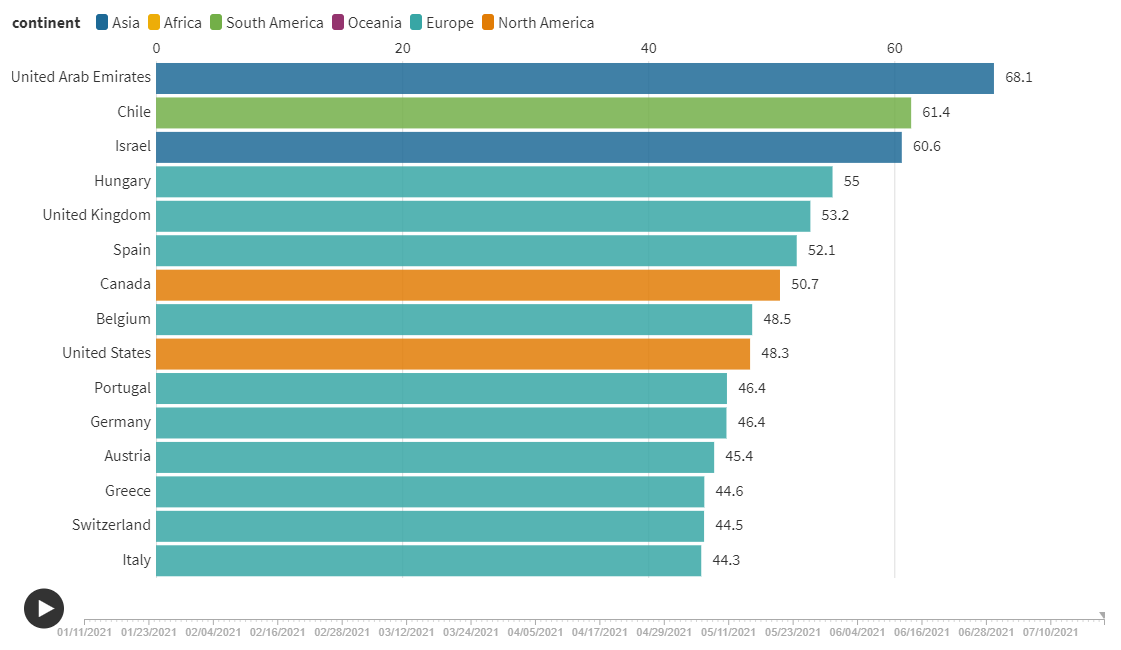 continent Asia Africa South America Oceania Europe North America
0 20 40 60
United Arab Emirates 68.1
Chile 61.4
Israel 60.6
Hungary 55
United Kingdom 53.2
Spain 52.1
Canada 50.7
Belgium 48.5
United States 48.3
Portugal 46.4
Germany 46.4
Austria 45.4
Greece 44.6
Switzerland 44.5
Italy 44.3
01/11/2021 01/23/2021 02/04/2021 02/16/2021 02/28/2021 03/12/2021 03/24/2021 04/05/2021 04/17/2021 04/29/2021 05/11/2021 05/23/2021 06/04/2021 06/16/2021 06/28/2021 07/10/2021